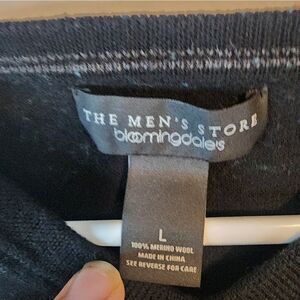 THE MEN'S STORE
bloomingdale's
L
100% MERINO WOOL
MADE IN CHINA
SEE REVERSE FOR CARE